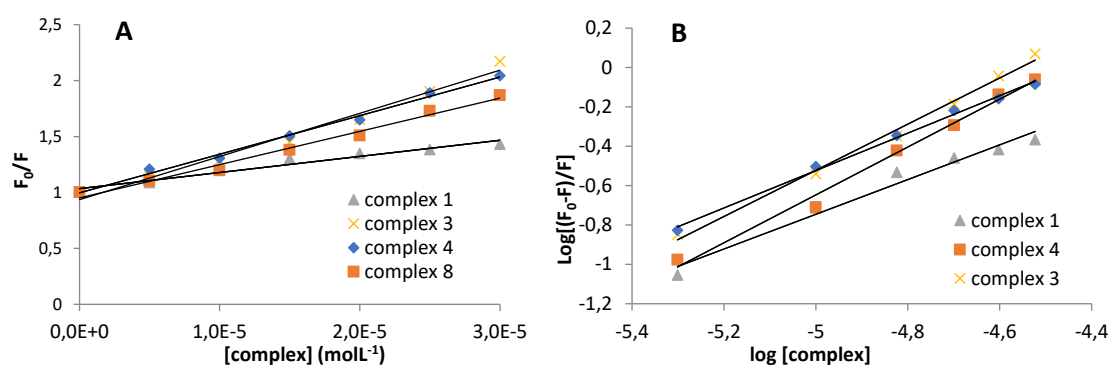 A
F₀/F
2,5
2
1,5
1
0,5
0
0,0E+0
1,0E-5
2,0E-5
3,0E-5
[complex] (molL⁻¹)
complex 1
complex 3
complex 4
complex 8
B
Log[(F₀-F)/F]
0,2
0
-0,2
-0,4
-0,6
-0,8
-1
-1,2
-5,4
-5,2
-5
-4,8
-4,6
-4,4
log [complex]
complex 1
complex 4
complex 3